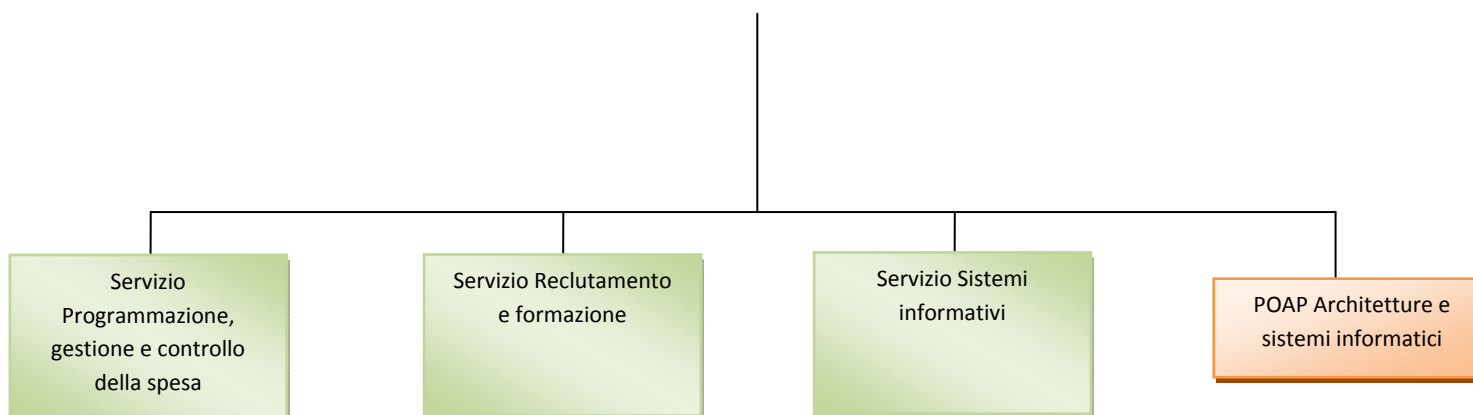 Servizio
Programmazione,
gestione e controllo
della spesa
Servizio Reclutamento
e formazione
Servizio Sistemi
informativi
POAP Architetture e
sistemi informatici